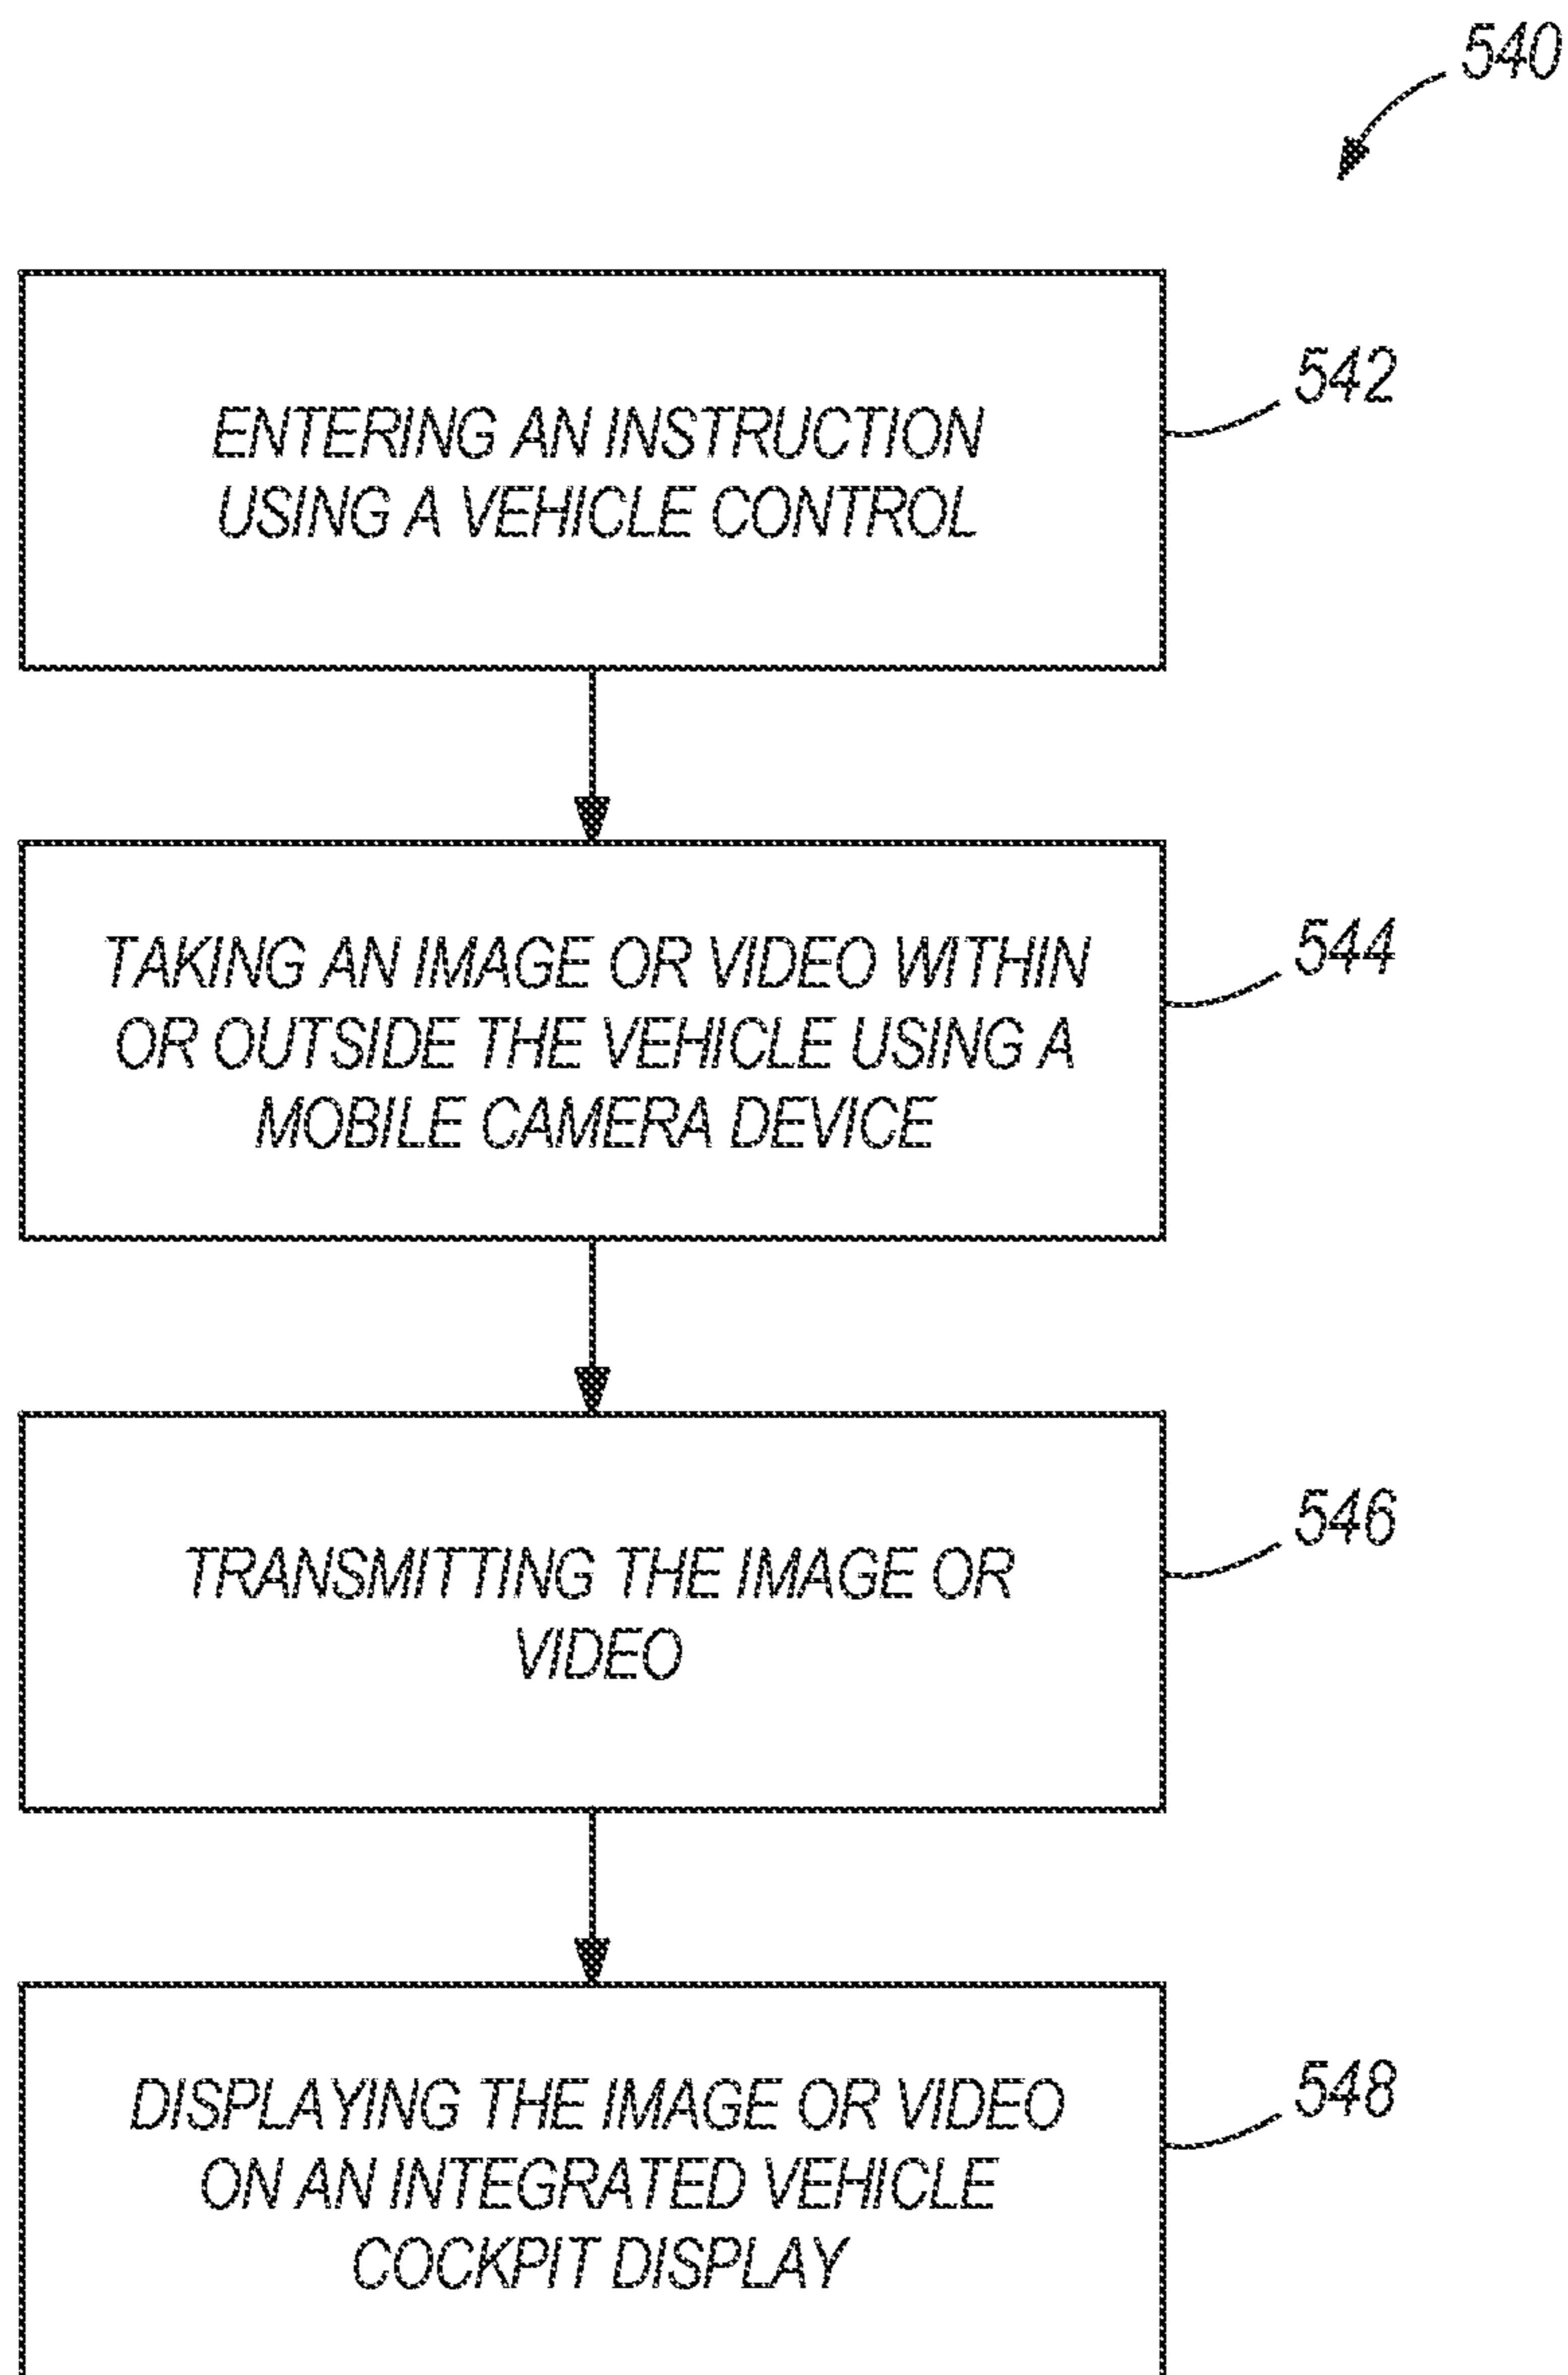 540
ENTERING AN INSTRUCTION
USING A VEHICLE CONTROL
542
TAKING AN IMAGE OR VIDEO WITHIN
OR OUTSIDE THE VEHICLE USING A
MOBILE CAMERA DEVICE
544
TRANSMITTING THE IMAGE OR
VIDEO
546
DISPLAYING THE IMAGE OR VIDEO
ON AN INTEGRATED VEHICLE
COCKPIT DISPLAY
548